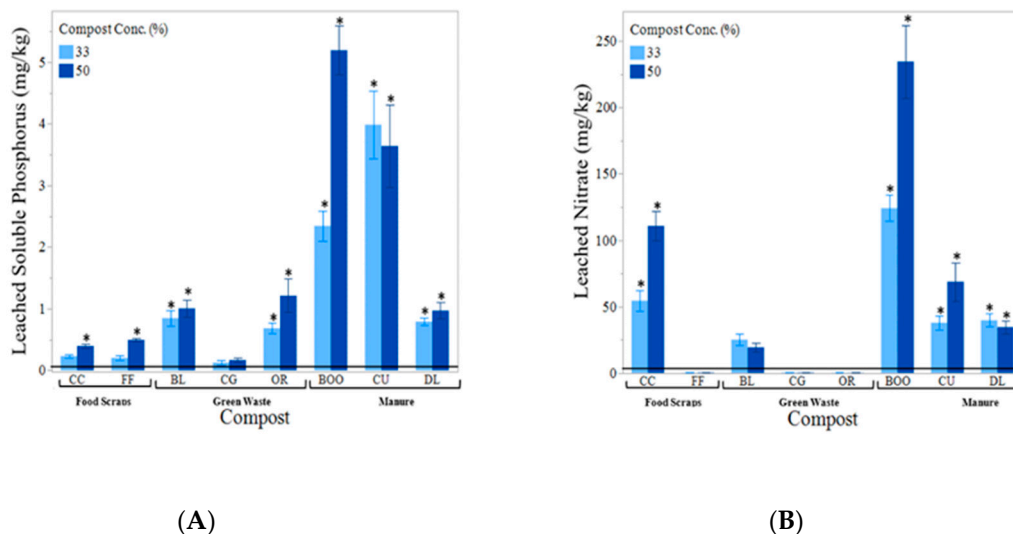 Compost Conc. (%)
33
50
Leached Soluble Phosphorus (mg/kg)
5
4
3
2
1
0
* * * * * * * * * * * * *
CC FF BL CG OR BOO CU DL
Food Scraps Green Waste Manure
Compost
(A)
Compost Conc. (%)
33
50
Leached Nitrate (mg/kg)
250
200
150
100
50
0
* * * * * * * *
CC FF BL CG OR BOO CU DL
Food Scraps Green Waste Manure
Compost
(B)